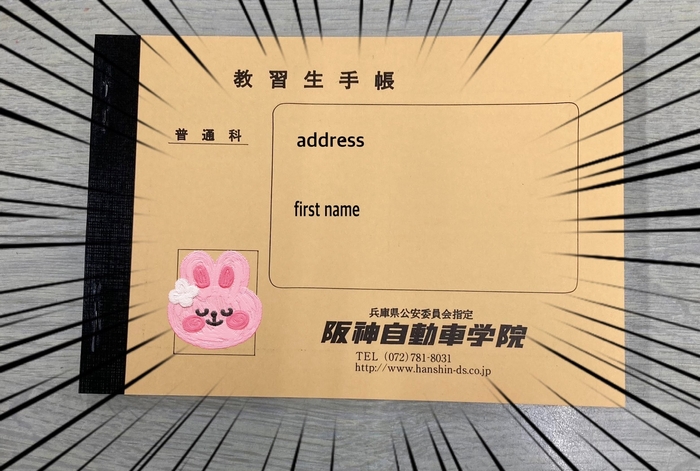 教習生手帳
普通科
address
first name
兵庫県公安委員会指定
阪神自動車学院
TEL (072)781-8031
http://www.hanshin-ds.co.jp